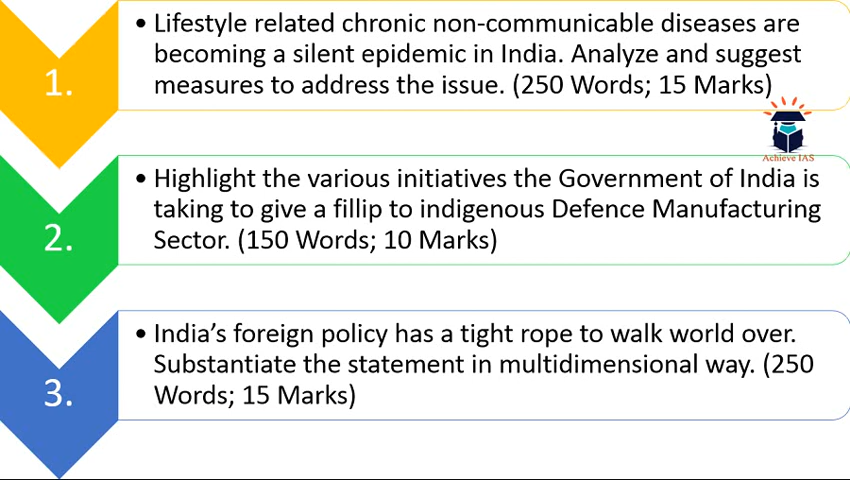 1.
• Lifestyle related chronic non-communicable diseases are
becoming a silent epidemic in India. Analyze and suggest
measures to address the issue. (250 Words; 15 Marks)
Achieve IAS
2.
• Highlight the various initiatives the Government of India is
taking to give a fillip to indigenous Defence Manufacturing
Sector. (150 Words; 10 Marks)
3.
• India’s foreign policy has a tight rope to walk world over.
Substantiate the statement in multidimensional way. (250
Words; 15 Marks)